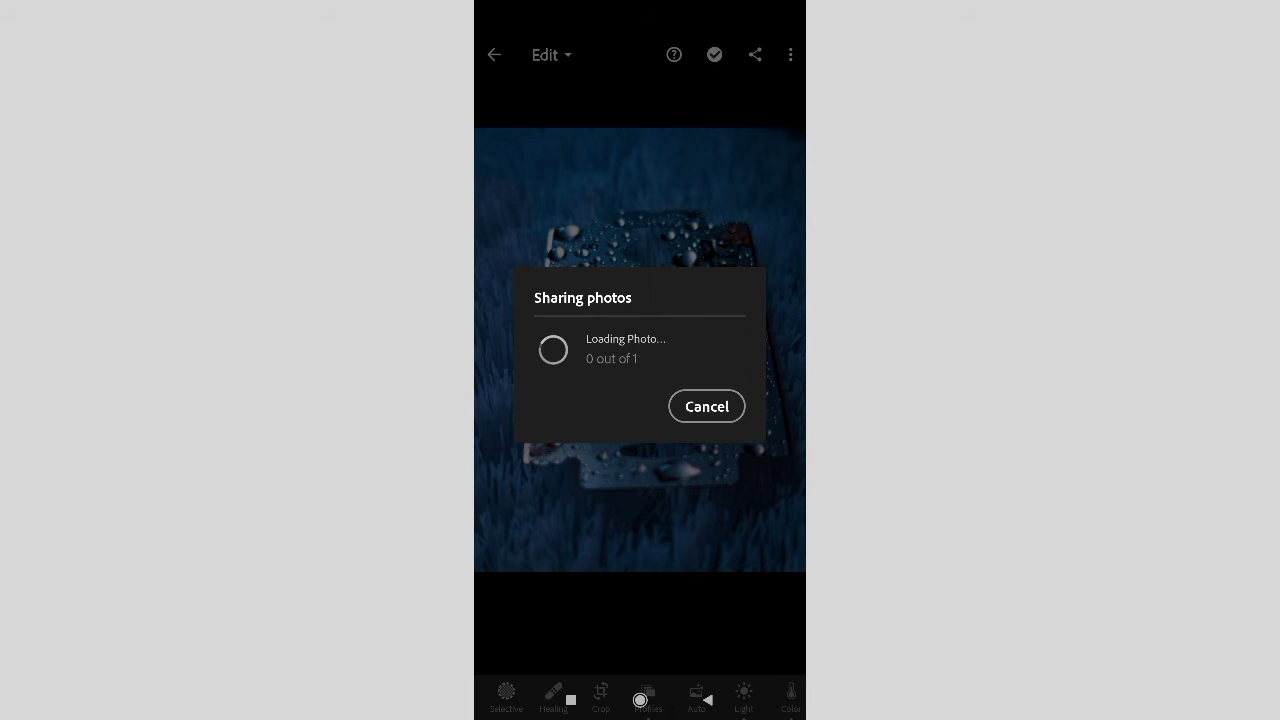 Edit
Sharing photos
Loading Photo...
0 out of 1
Cancel
Selective Healing Crop Profiles Auto Light Color